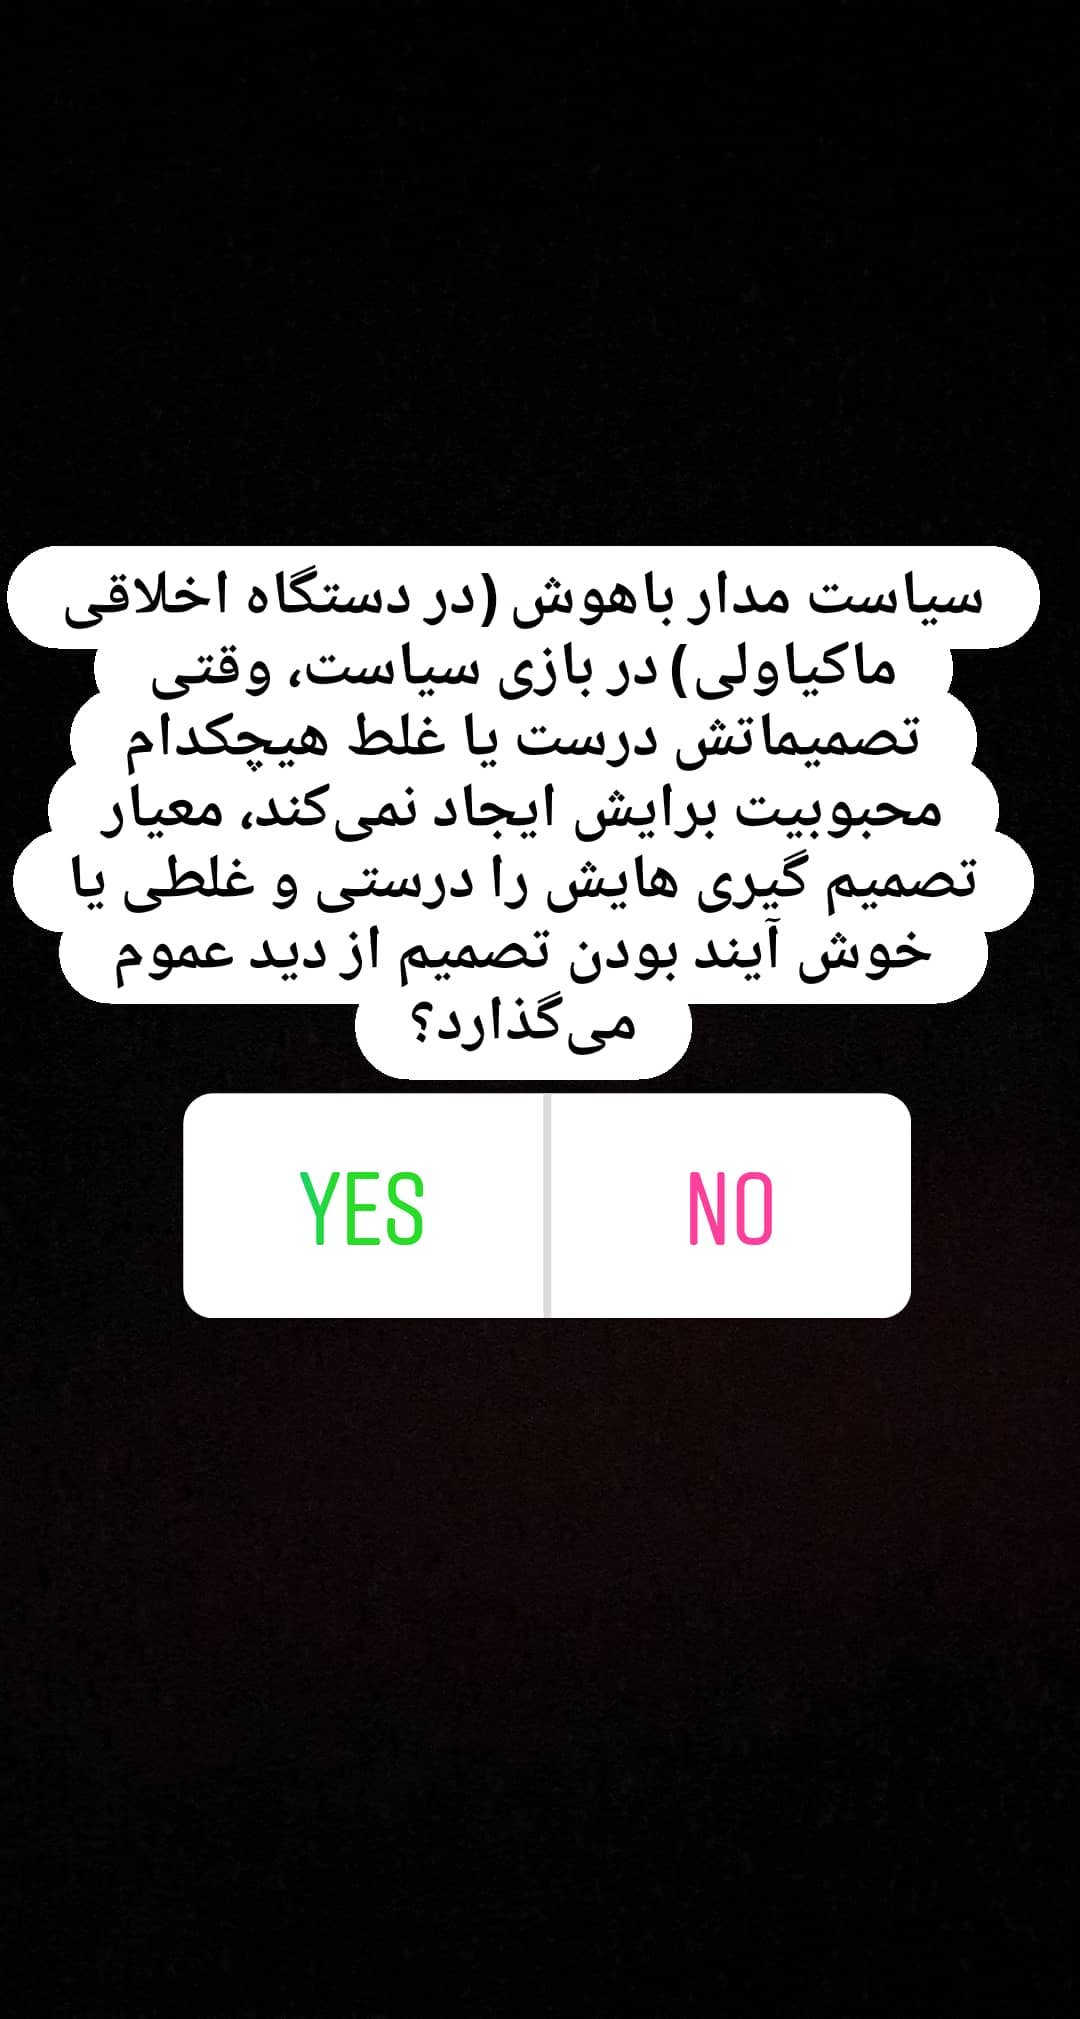 سیاست مدار باهوش (در دستگاه اخلاقی
ماکیاولی) در بازی سیاست، وقتی
تصمیماتش درست یا غلط هیچکدام
محبوبیت برایش ایجاد نمی‌کند، معیار
تصمیم گیری هایش را درستی و غلطی یا
خوش آیند بودن تصمیم از دید عموم
می‌گذارد؟
YES NO